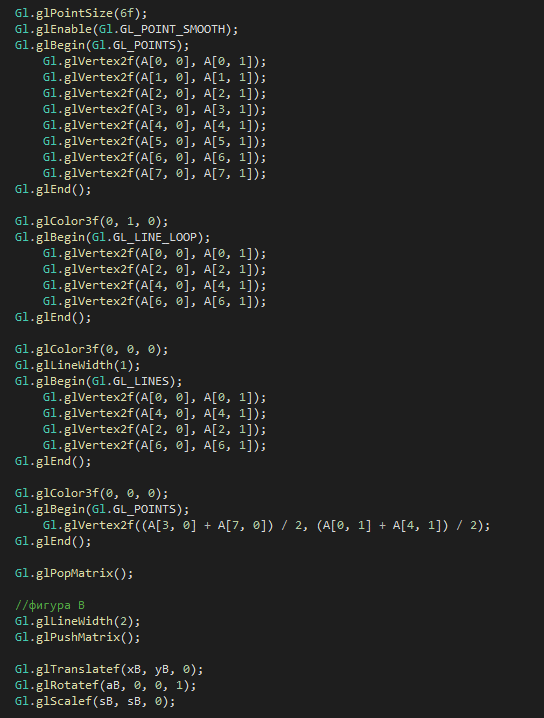 Gl.glPointSize(6f);
Gl.glEnable(Gl.GL_POINT_SMOOTH);
Gl.glBegin(Gl.GL_POINTS);
    Gl.glVertex2f(A[0, 0], A[0, 1]);
    Gl.glVertex2f(A[1, 0], A[1, 1]);
    Gl.glVertex2f(A[2, 0], A[2, 1]);
    Gl.glVertex2f(A[3, 0], A[3, 1]);
    Gl.glVertex2f(A[4, 0], A[4, 1]);
    Gl.glVertex2f(A[5, 0], A[5, 1]);
    Gl.glVertex2f(A[6, 0], A[6, 1]);
    Gl.glVertex2f(A[7, 0], A[7, 1]);
Gl.glEnd();

Gl.glColor3f(0, 1, 0);
Gl.glBegin(Gl.GL_LINE_LOOP);
    Gl.glVertex2f(A[0, 0], A[0, 1]);
    Gl.glVertex2f(A[2, 0], A[2, 1]);
    Gl.glVertex2f(A[4, 0], A[4, 1]);
    Gl.glVertex2f(A[6, 0], A[6, 1]);
Gl.glEnd();

Gl.glColor3f(0, 0, 0);
Gl.glLineWidth(1);
Gl.glBegin(Gl.GL_LINES);
    Gl.glVertex2f(A[0, 0], A[0, 1]);
    Gl.glVertex2f(A[4, 0], A[4, 1]);
    Gl.glVertex2f(A[2, 0], A[2, 1]);
    Gl.glVertex2f(A[6, 0], A[6, 1]);
Gl.glEnd();

Gl.glColor3f(0, 0, 0);
Gl.glBegin(Gl.GL_POINTS);
    Gl.glVertex2f((A[3, 0] + A[7, 0]) / 2, (A[0, 1] + A[4, 1]) / 2);
Gl.glEnd();

Gl.glPopMatrix();

//фигура В
Gl.glLineWidth(2);
Gl.glPushMatrix();

Gl.glTranslatef(xB, yB, 0);
Gl.glRotatef(aB, 0, 0, 1);
Gl.glScalef(sB, sB, 0);